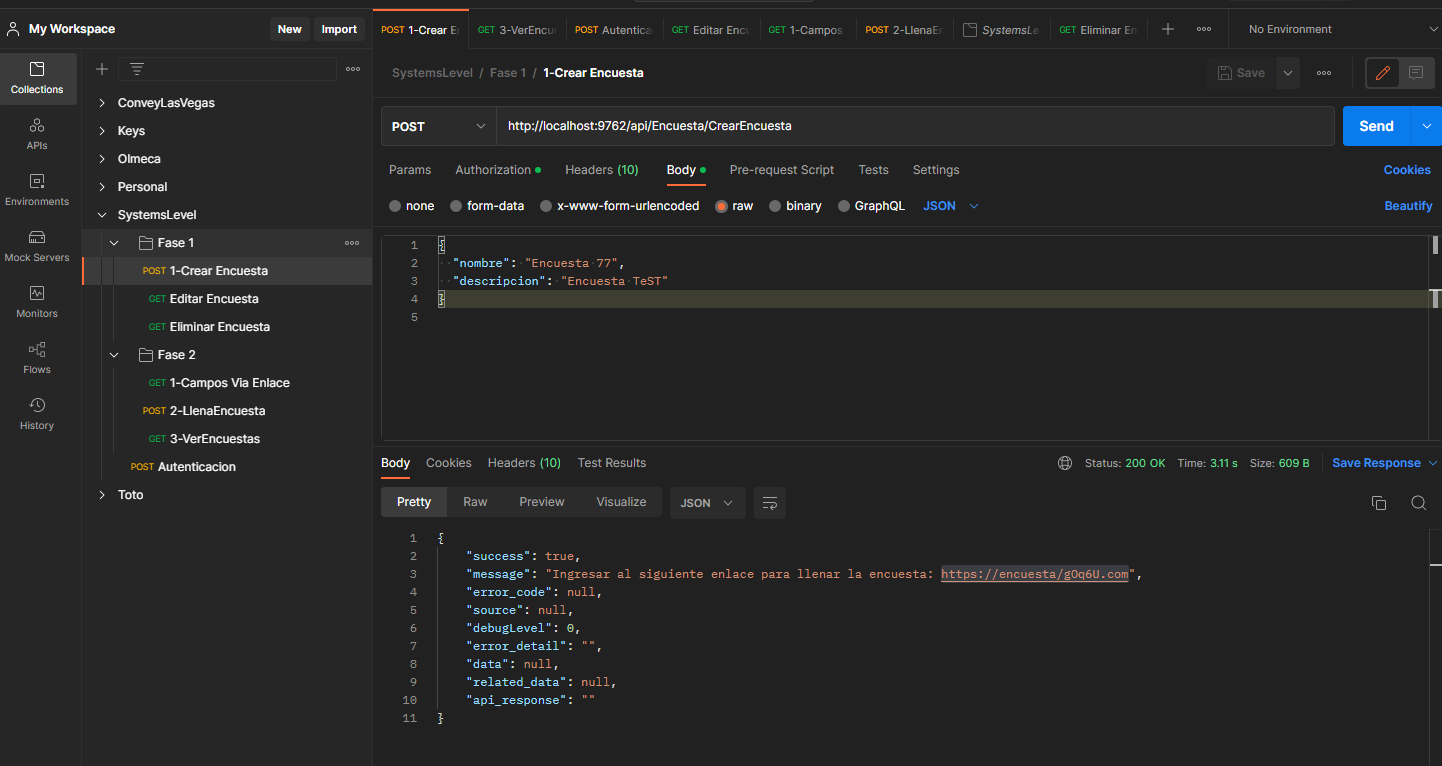 My Workspace
New
Import
POST 1-Crear E
GET 3-VerEncu
POST Autentica
GET Editar Encu
GET 1-Campos
POST 2-LlenaEn
SystemsLe
GET Eliminar En
No Environment
Collections
APIs
Environments
Mock Servers
Monitors
Flows
History
ConveyLasVegas
Keys
Olmeca
Personal
SystemsLevel
Fase 1
POST 1-Crear Encuesta
GET Editar Encuesta
GET Eliminar Encuesta
Fase 2
GET 1-Campos Via Enlace
POST 2-LlenaEncuesta
GET 3-VerEncuestas
POST Autenticacion
Toto
SystemsLevel / Fase 1 / 1-Crear Encuesta
Save
POST
http://localhost:9762/api/Encuesta/CrearEncuesta
Send
Params
Authorization
Headers (10)
Body
Pre-request Script
Tests
Settings
Cookies
none
form-data
x-www-form-urlencoded
raw
binary
GraphQL
JSON
Beautify
1 {
2 "nombre": "Encuesta 77",
3 "descripcion": "Encuesta TeST"
4 }
5
Body
Cookies
Headers (10)
Test Results
Status: 200 OK
Time: 3.11 s
Size: 609 B
Save Response
Pretty
Raw
Preview
Visualize
JSON
1 {
2 "success": true,
3 "message": "Ingresar al siguiente enlace para llenar la encuesta: https://encuesta/gOq6U.com",
4 "error_code": null,
5 "source": null,
6 "debugLevel": 0,
7 "error_detail": "",
8 "data": null,
9 "related_data": null,
10 "api_response": ""
11 }